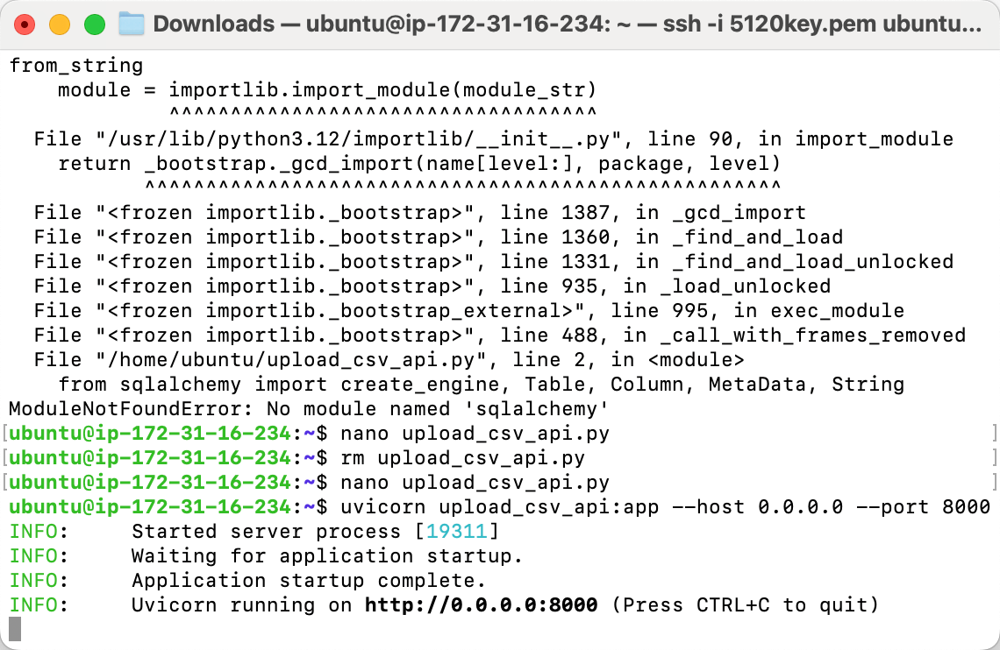 Downloads — ubuntu@ip-172-31-16-234: ~ — ssh -i 5120key.pem ubuntu...
from_string
    module = importlib.import_module(module_str)
             ^^^^^^^^^^^^^^^^^^^^^^^^^^^^^^^^^^^
  File "/usr/lib/python3.12/importlib/__init__.py", line 90, in import_module
    return _bootstrap._gcd_import(name[level:], package, level)
           ^^^^^^^^^^^^^^^^^^^^^^^^^^^^^^^^^^^^^^^^^^^^^^^^^^^^
  File "<frozen importlib._bootstrap>", line 1387, in _gcd_import
  File "<frozen importlib._bootstrap>", line 1360, in _find_and_load
  File "<frozen importlib._bootstrap>", line 1331, in _find_and_load_unlocked
  File "<frozen importlib._bootstrap>", line 935, in _load_unlocked
  File "<frozen importlib._bootstrap_external>", line 995, in exec_module
  File "<frozen importlib._bootstrap>", line 488, in _call_with_frames_removed
  File "/home/ubuntu/upload_csv_api.py", line 2, in <module>
    from sqlalchemy import create_engine, Table, Column, MetaData, String
ModuleNotFoundError: No module named 'sqlalchemy'
[ubuntu@ip-172-31-16-234:~$ nano upload_csv_api.py ]
[ubuntu@ip-172-31-16-234:~$ rm upload_csv_api.py ]
[ubuntu@ip-172-31-16-234:~$ nano upload_csv_api.py ]
ubuntu@ip-172-31-16-234:~$ uvicorn upload_csv_api:app --host 0.0.0.0 --port 8000
INFO:     Started server process [19311]
INFO:     Waiting for application startup.
INFO:     Application startup complete.
INFO:     Uvicorn running on http://0.0.0.0:8000 (Press CTRL+C to quit)